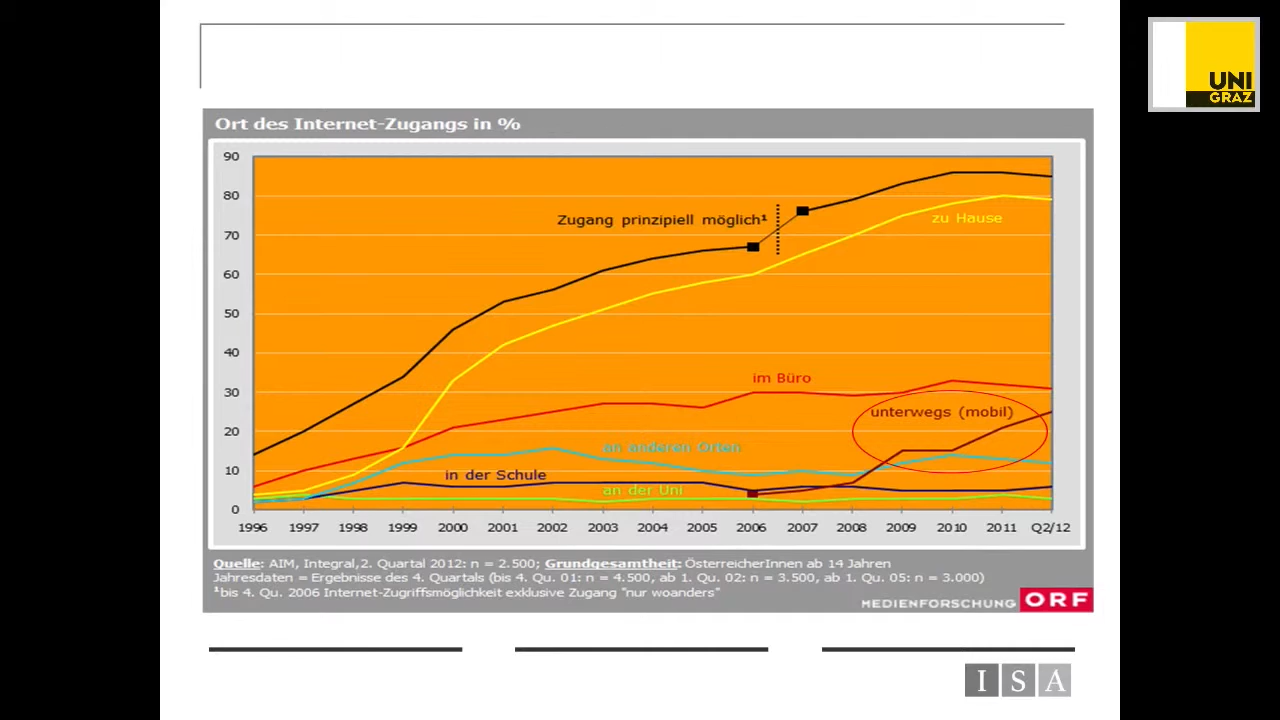 UNI
GRAZ
Ort des Internet-Zugangs in %
90
80
70
60
50
40
30
20
10
0
Zugang prinzipiell möglich¹
zu Hause
im Büro
unterwegs (mobil)
an anderen Orten
in der Schule
an der Uni
1996 1997 1998 1999 2000 2001 2002 2003 2004 2005 2006 2007 2008 2009 2010 2011 Q2/12
Quelle: AIM, Integral,2. Quartal 2012: n = 2.500; Grundgesamtheit: ÖsterreicherInnen ab 14 Jahren
Jahresdaten = Ergebnisse des 4. Quartals (bis 4. Qu. 01: n = 4.500, ab 1. Qu. 02: n = 3.500, ab 1. Qu. 05: n = 3.000)
¹bis 4. Qu. 2006 Internet-Zugriffsmöglichkeit exklusive Zugang "nur woanders"
MEDIENFORSCHUNG ORF
ISA